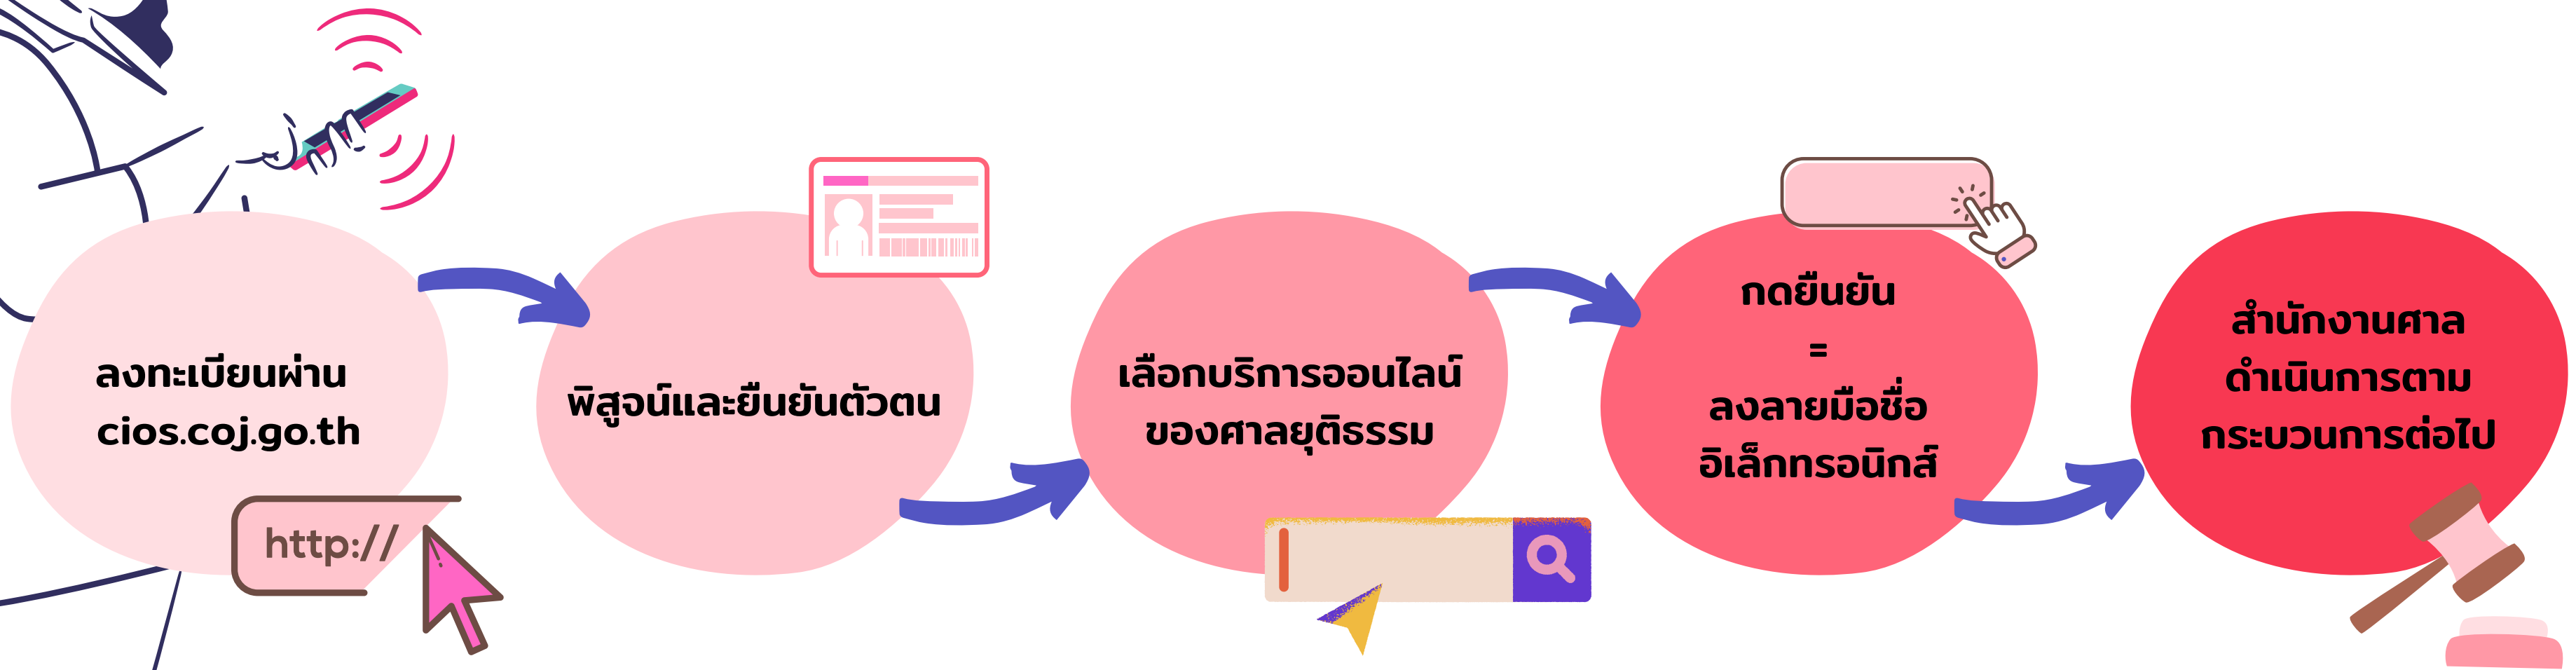 ลงทะเบียนผ่าน
cios.coj.go.th
http://
พิสูจน์และยืนยันตัวตน
เลือกบริการออนไลน์
ของศาลยุติธรรม
กดยืนยัน
=
ลงลายมือชื่อ
อิเล็กทรอนิกส์
สำนักงานศาล
ดำเนินการตาม
กระบวนการต่อไป